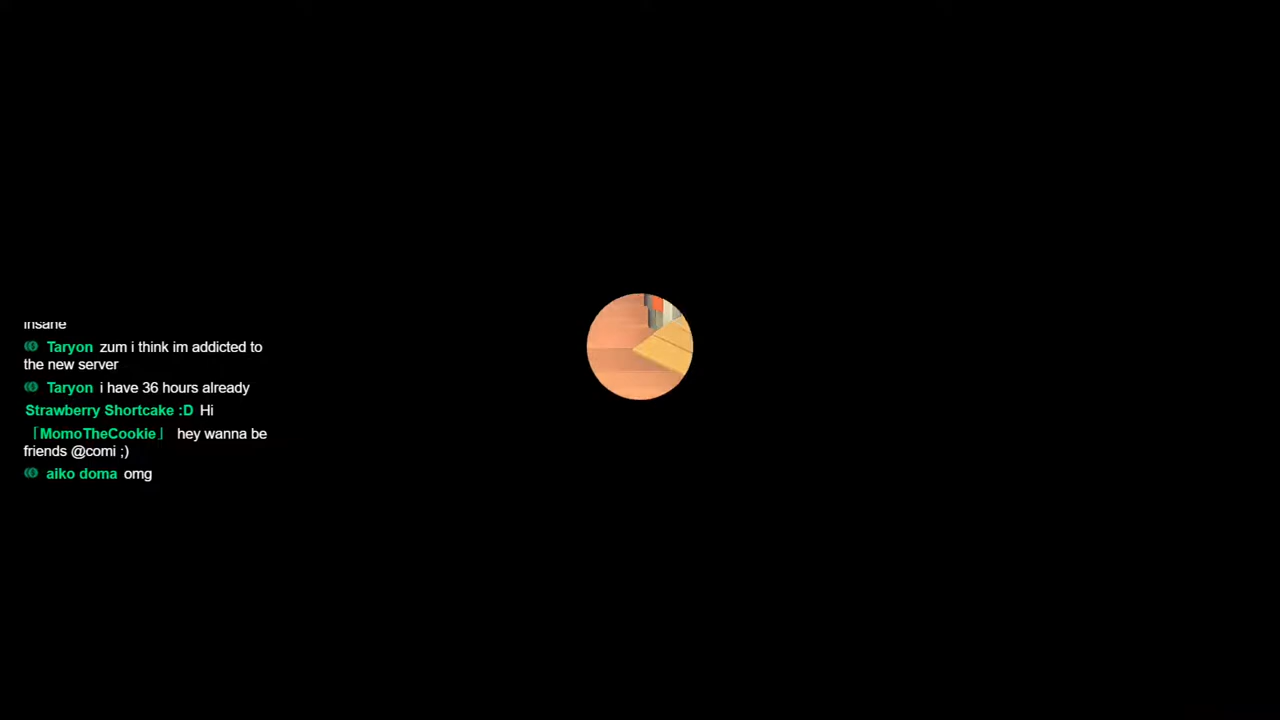 insane
Taryon zum i think im addicted to
the new server
Taryon i have 36 hours already
Strawberry Shortcake :D Hi
「MomoTheCookie」 hey wanna be
friends @comi ;)
aiko doma omg